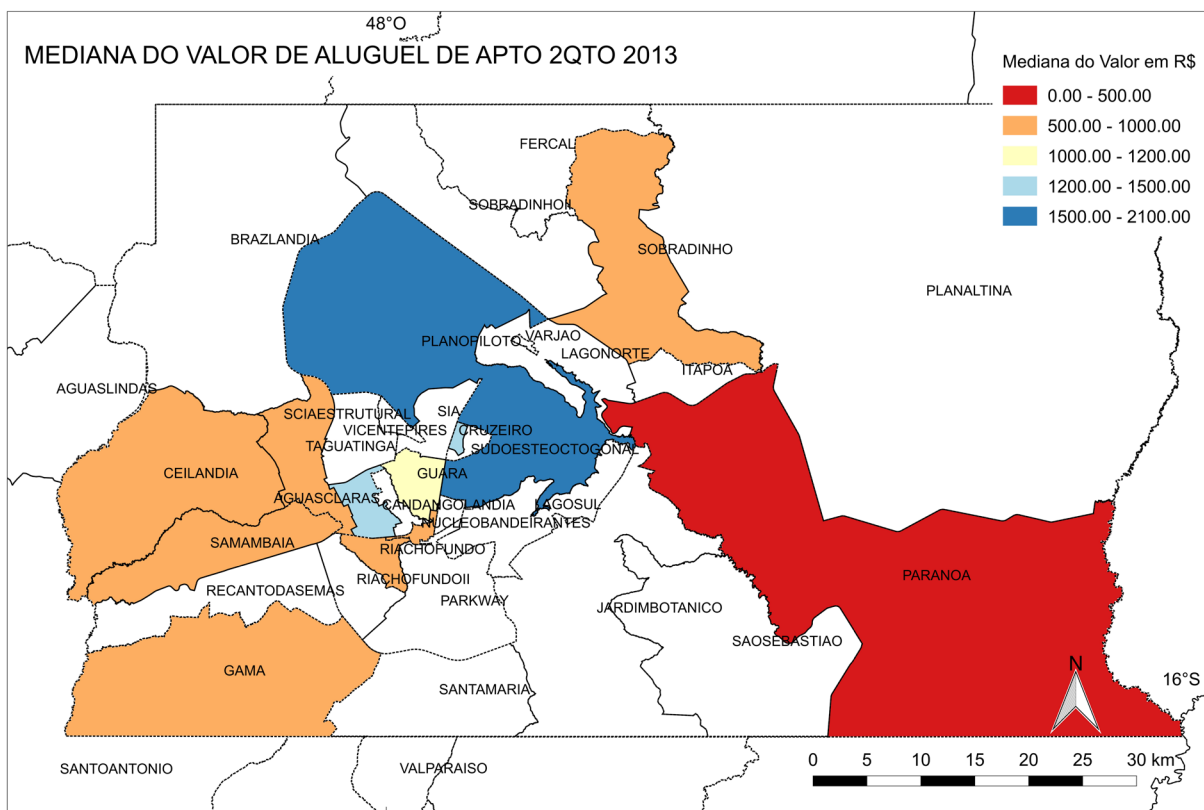 48°O
MEDIANA DO VALOR DE ALUGUEL DE APTO 2QTO 2013
Mediana do Valor em R$
0.00 - 500.00
500.00 - 1000.00
1000.00 - 1200.00
1200.00 - 1500.00
1500.00 - 2100.00
FERCAL
SOBRADINHOII
BRAZLANDIA
SOBRADINHO
PLANALTINA
PLANOPILOTO
VARJAO
LAGONORTE
ITAPOA
AGUASLINDAS
SCIAESTRUTURAL
SIA
VICENTEPIRES
CRUZEIRO
TAGUATINGA
SUDOESTEOCTOGONAL
CEILANDIA
GUARA
AGUASCLARAS
CANDANGOLANDIA
LAGOSUL
NUCLEOBANDEIRANTES
SAMAMBAIA
RIACHOFUNDO
RIACHOFUNDOII
PARANOA
RECANTODASEMAS
PARKWAY
JARDIMBOTANICO
SAOSEBASTIAO
GAMA
N
16°S
SANTAMARIA
SANTOANTONIO
VALPARAISO
0 5 10 15 20 25 30 km